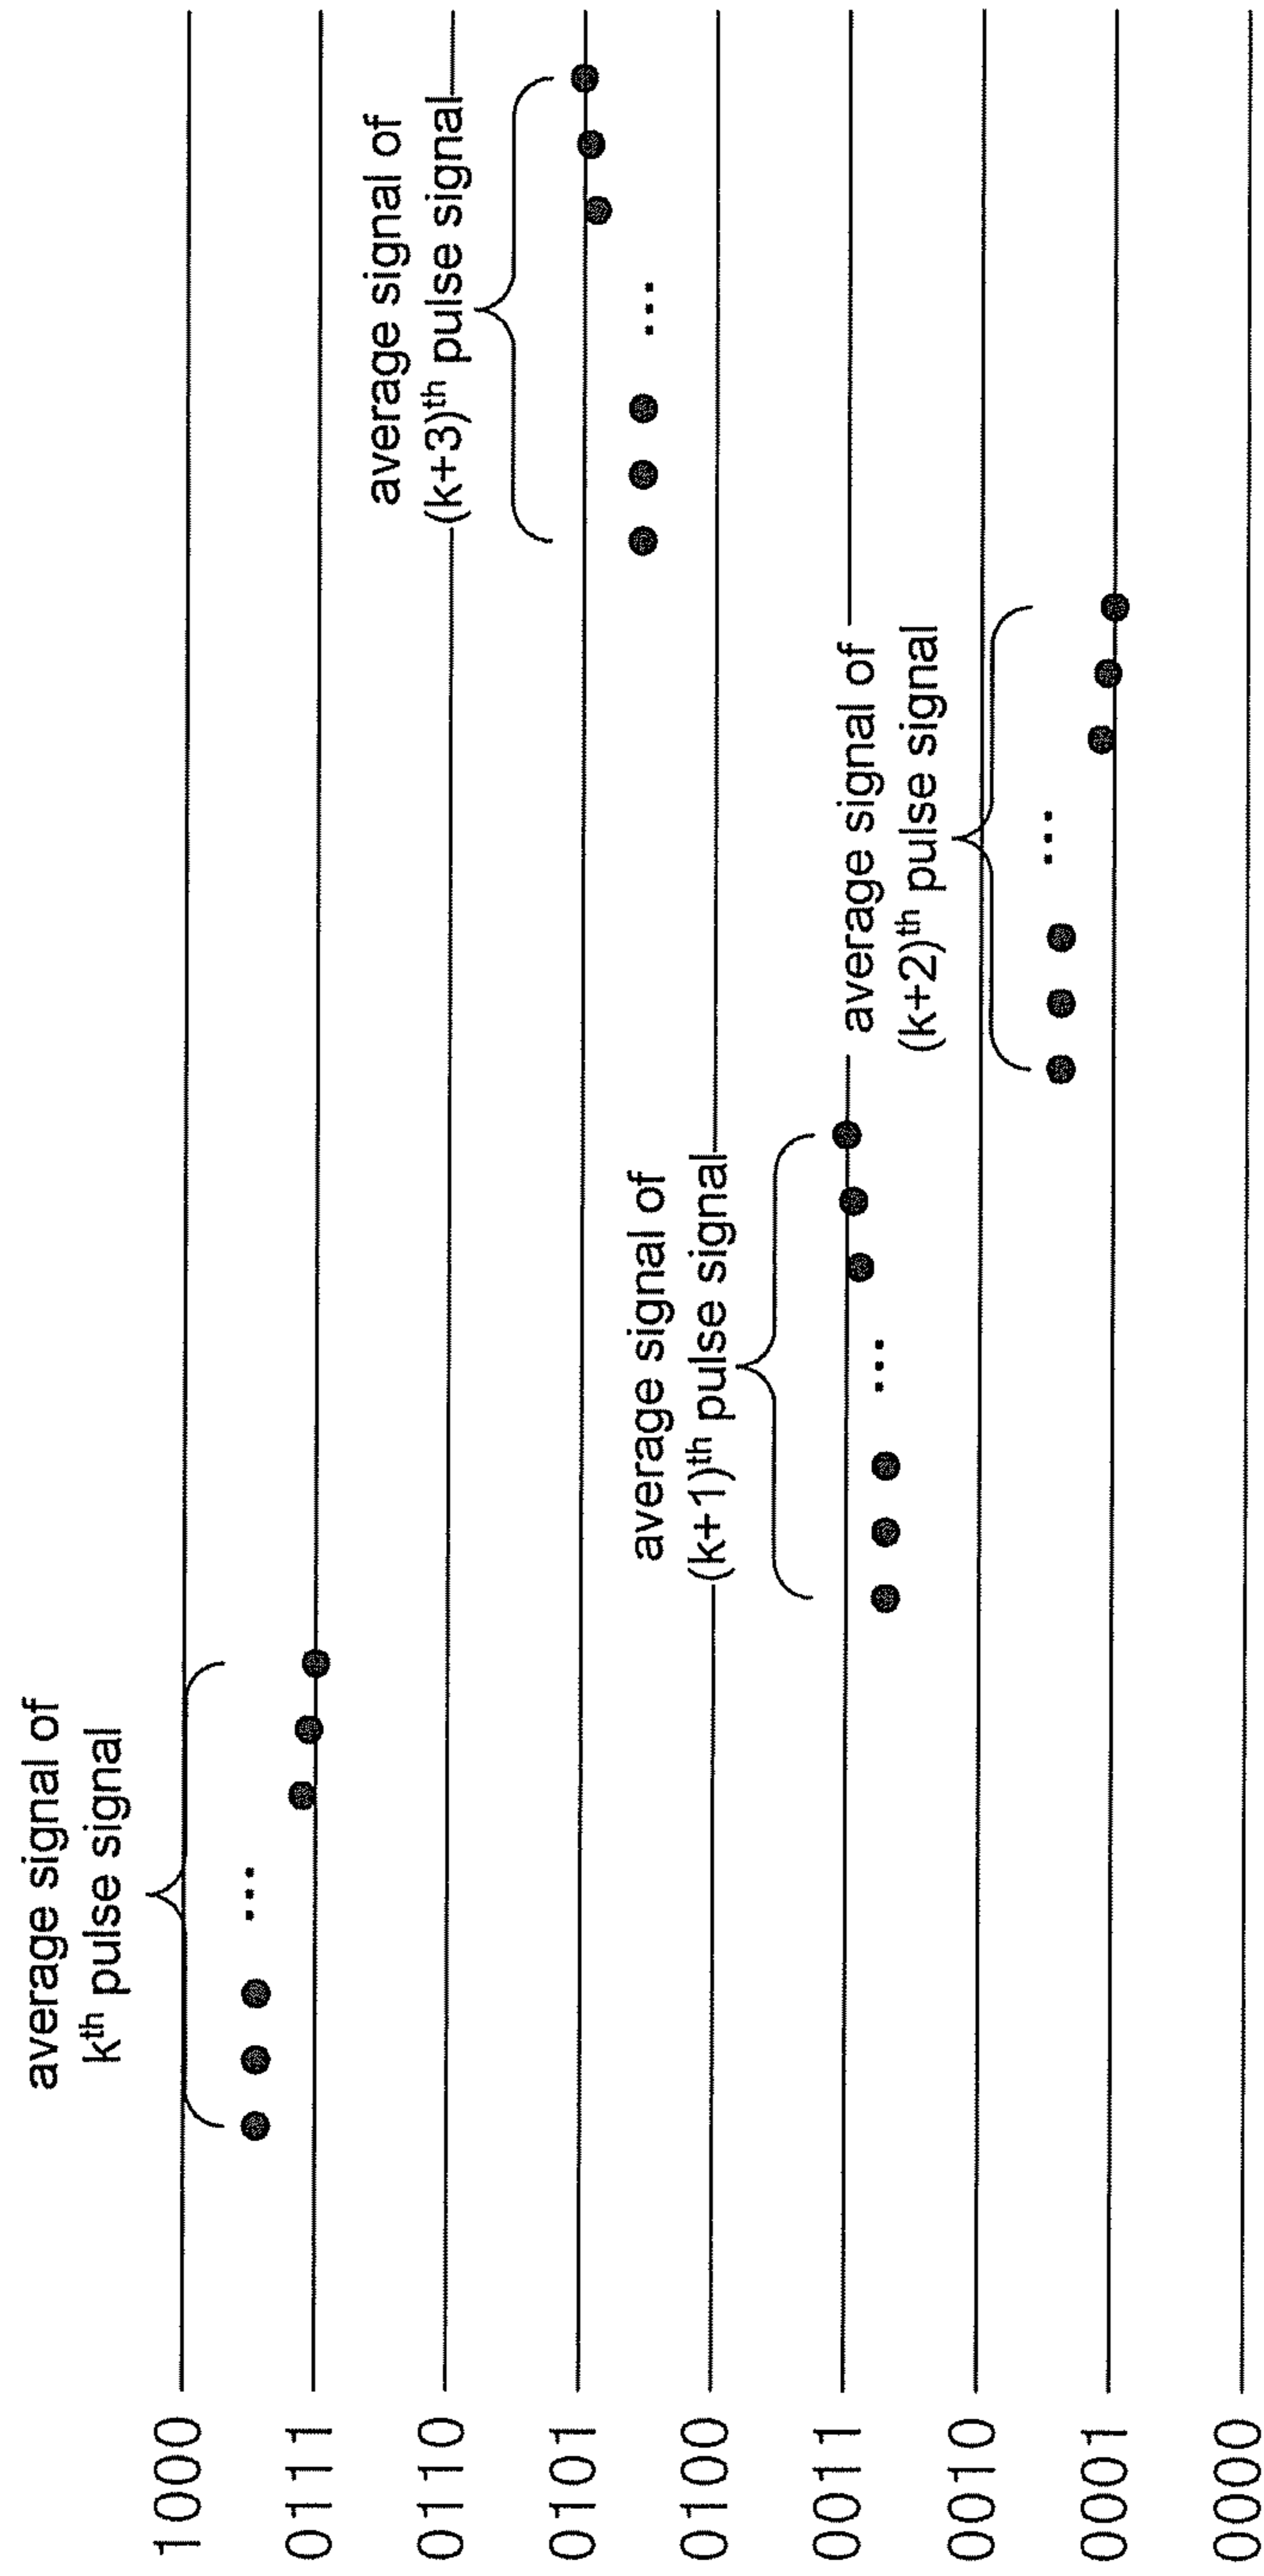 average signal of
kᵗʰ pulse signal
average signal of
(k+3)ᵗʰ pulse signal
average signal of
(k+1)ᵗʰ pulse signal
average signal of
(k+2)ᵗʰ pulse signal
...
...
...
...
1000
0111
0110
0101
0100
0011
0010
0001
0000